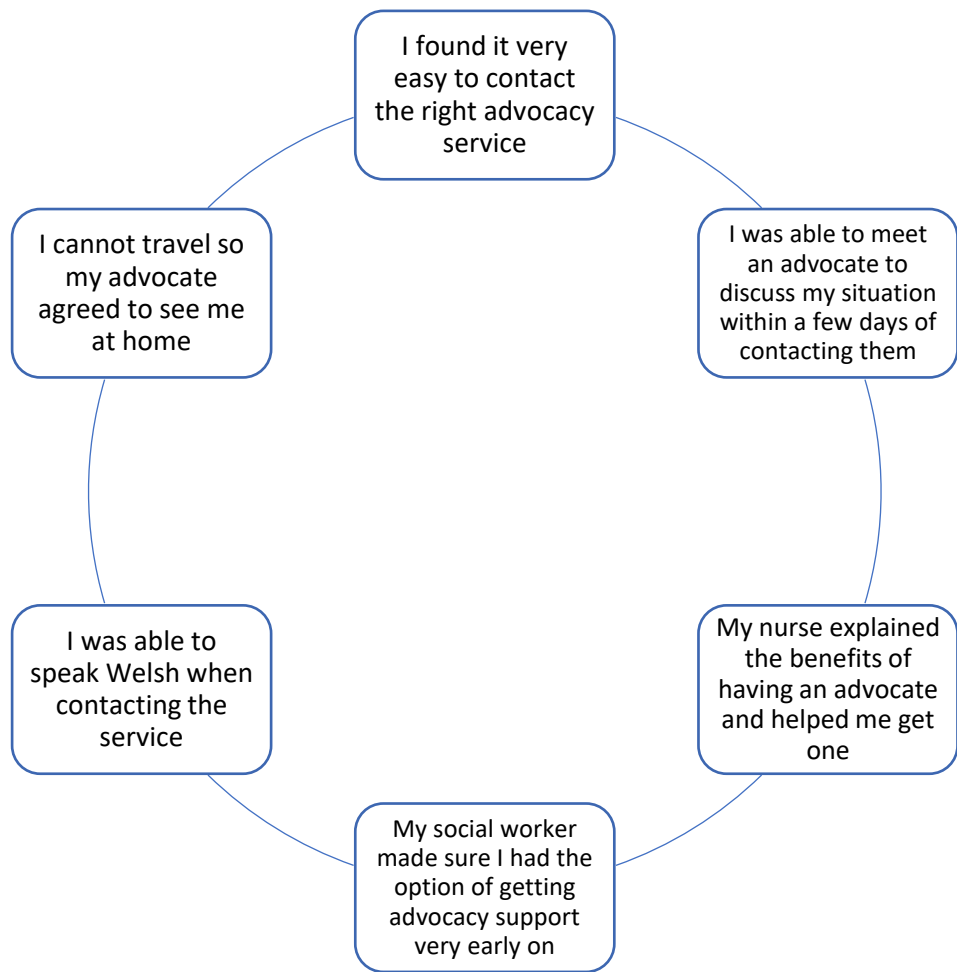 I found it very
easy to contact
the right advocacy
service
I was able to meet
an advocate to
discuss my situation
within a few days of
contacting them
My nurse explained
the benefits of
having an advocate
and helped me get
one
My social worker
made sure I had the
option of getting
advocacy support
very early on
I was able to
speak Welsh when
contacting the
service
I cannot travel so
my advocate
agreed to see me
at home